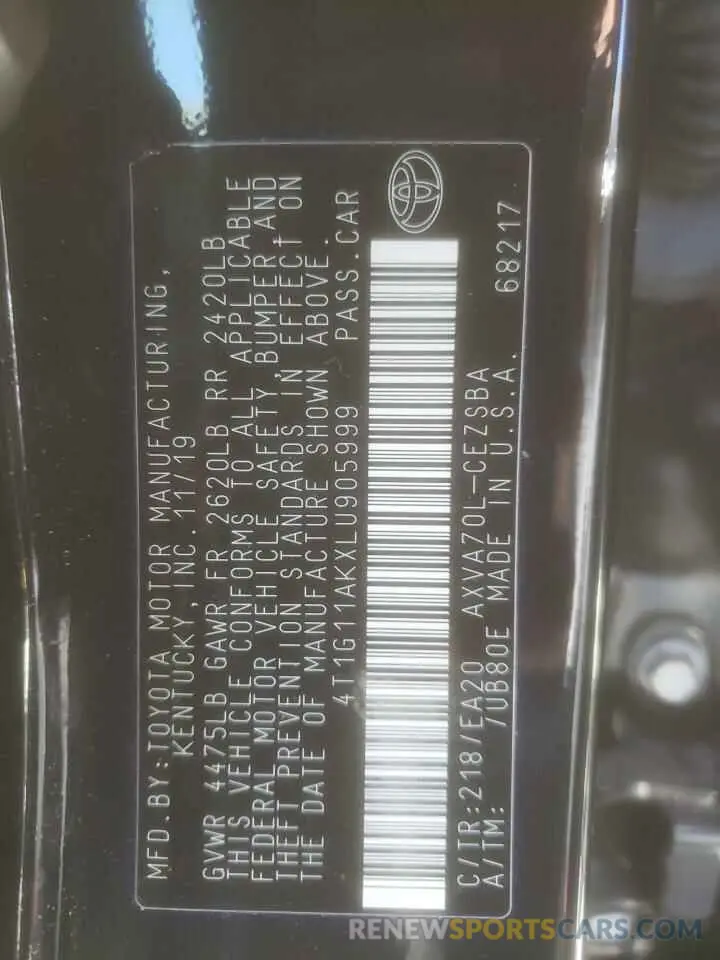 MFD.BY:TOYOTA MOTOR MANUFACTURING,
KENTUCKY, INC. 11/19
GVWR 4475LB GAWR FR 2620LB RR 2420LB
THIS VEHICLE CONFORMS TO ALL APPLICABLE
FEDERAL MOTOR VEHICLE SAFETY, BUMPER, AND
THEFT PREVENTION STANDARDS IN EFFECT ON
THE DATE OF MANUFACTURE SHOWN ABOVE.
4T1G11AKXLU905999 PASS.CAR
C/TR:218/EA20 AXVA70L-CEZSBA
A/TM: /UB80E MADE IN U.S.A. 68217
RENEWSPORTSCARS.COM